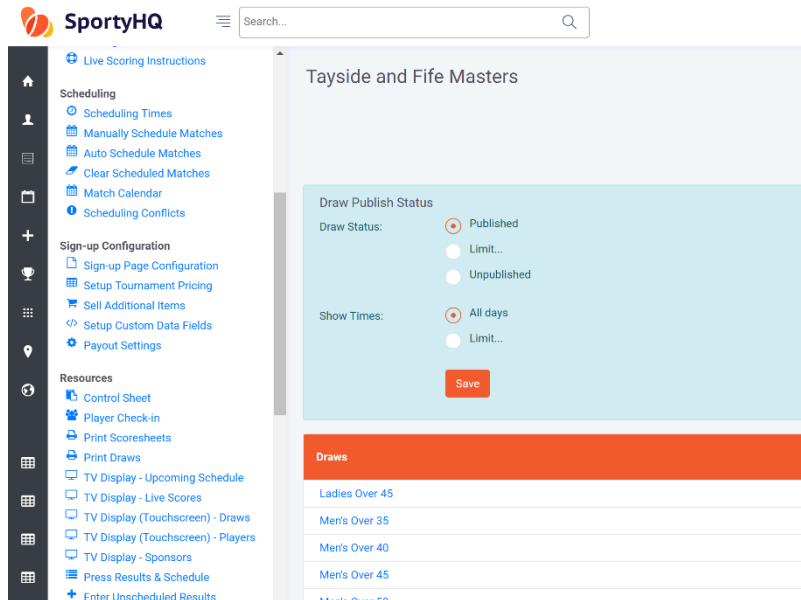 SportyHQ
Search...
Live Scoring Instructions
Scheduling
Scheduling Times
Manually Schedule Matches
Auto Schedule Matches
Clear Scheduled Matches
Match Calendar
Scheduling Conflicts
Sign-up Configuration
Sign-up Page Configuration
Setup Tournament Pricing
Sell Additional Items
Setup Custom Data Fields
Payout Settings
Resources
Control Sheet
Player Check-in
Print Scoresheets
Print Draws
TV Display - Upcoming Schedule
TV Display - Live Scores
TV Display (Touchscreen) - Draws
TV Display (Touchscreen) - Players
TV Display - Sponsors
Press Results & Schedule
Enter Unscheduled Results
Tayside and Fife Masters
Draw Publish Status
Draw Status:
Published
Limit...
Unpublished
Show Times:
All days
Limit...
Save
Draws
Ladies Over 45
Men's Over 35
Men's Over 40
Men's Over 45
Men's Over 50